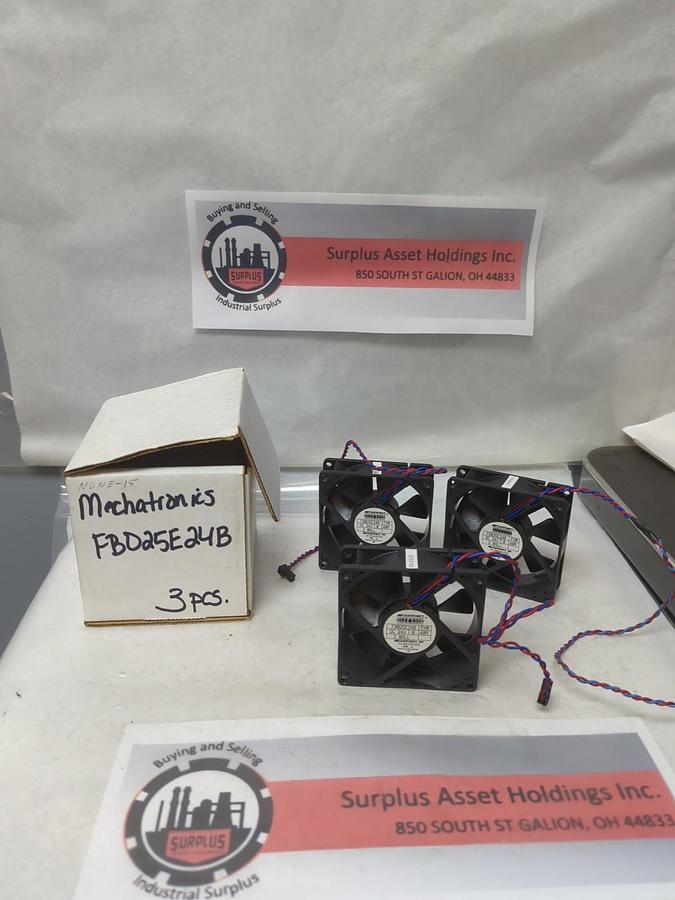 Buying and Selling
SURPLUS
Industrial Surplus
Surplus Asset Holdings Inc.
850 SOUTH ST GALION, OH 44833
NONE-15
Mechatronics
FBD25E24B
3 pcs.
Buying and Selling
SURPLUS
Industrial Surplus
Surplus Asset Holdings Inc.
850 SOUTH ST GALION, OH 44833